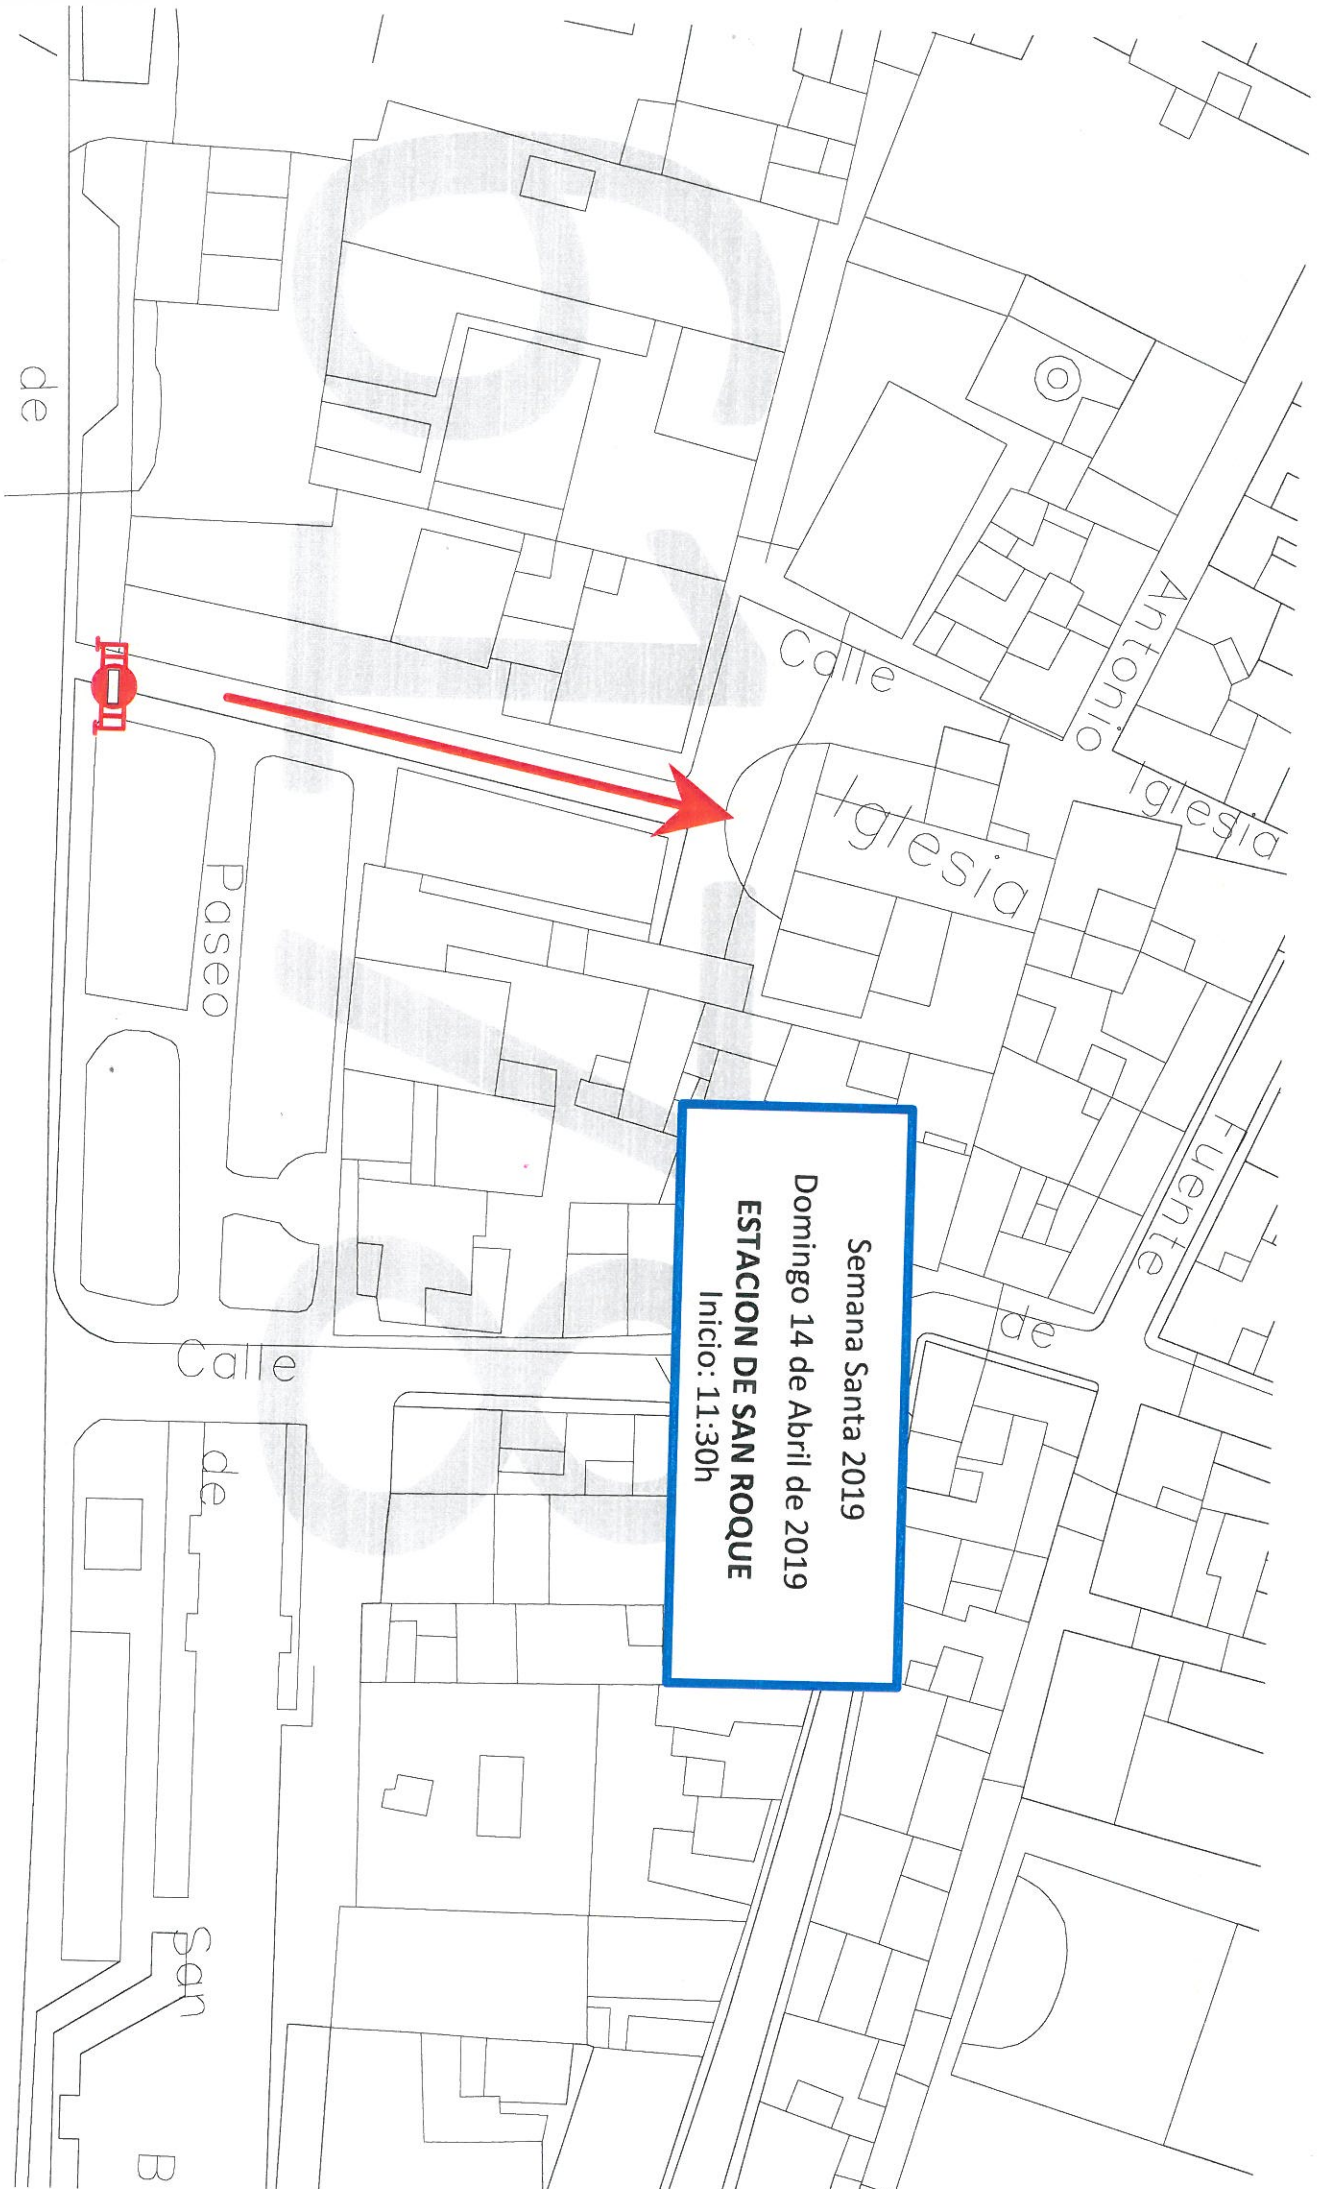 Semana Santa 2019
Domingo 14 de Abril de 2019
ESTACION DE SAN ROQUE
Inicio: 11:30h
Antonio
Iglesia
Fuente
de
Calle
Iglesia
Paseo
Calle
de
San
B
de